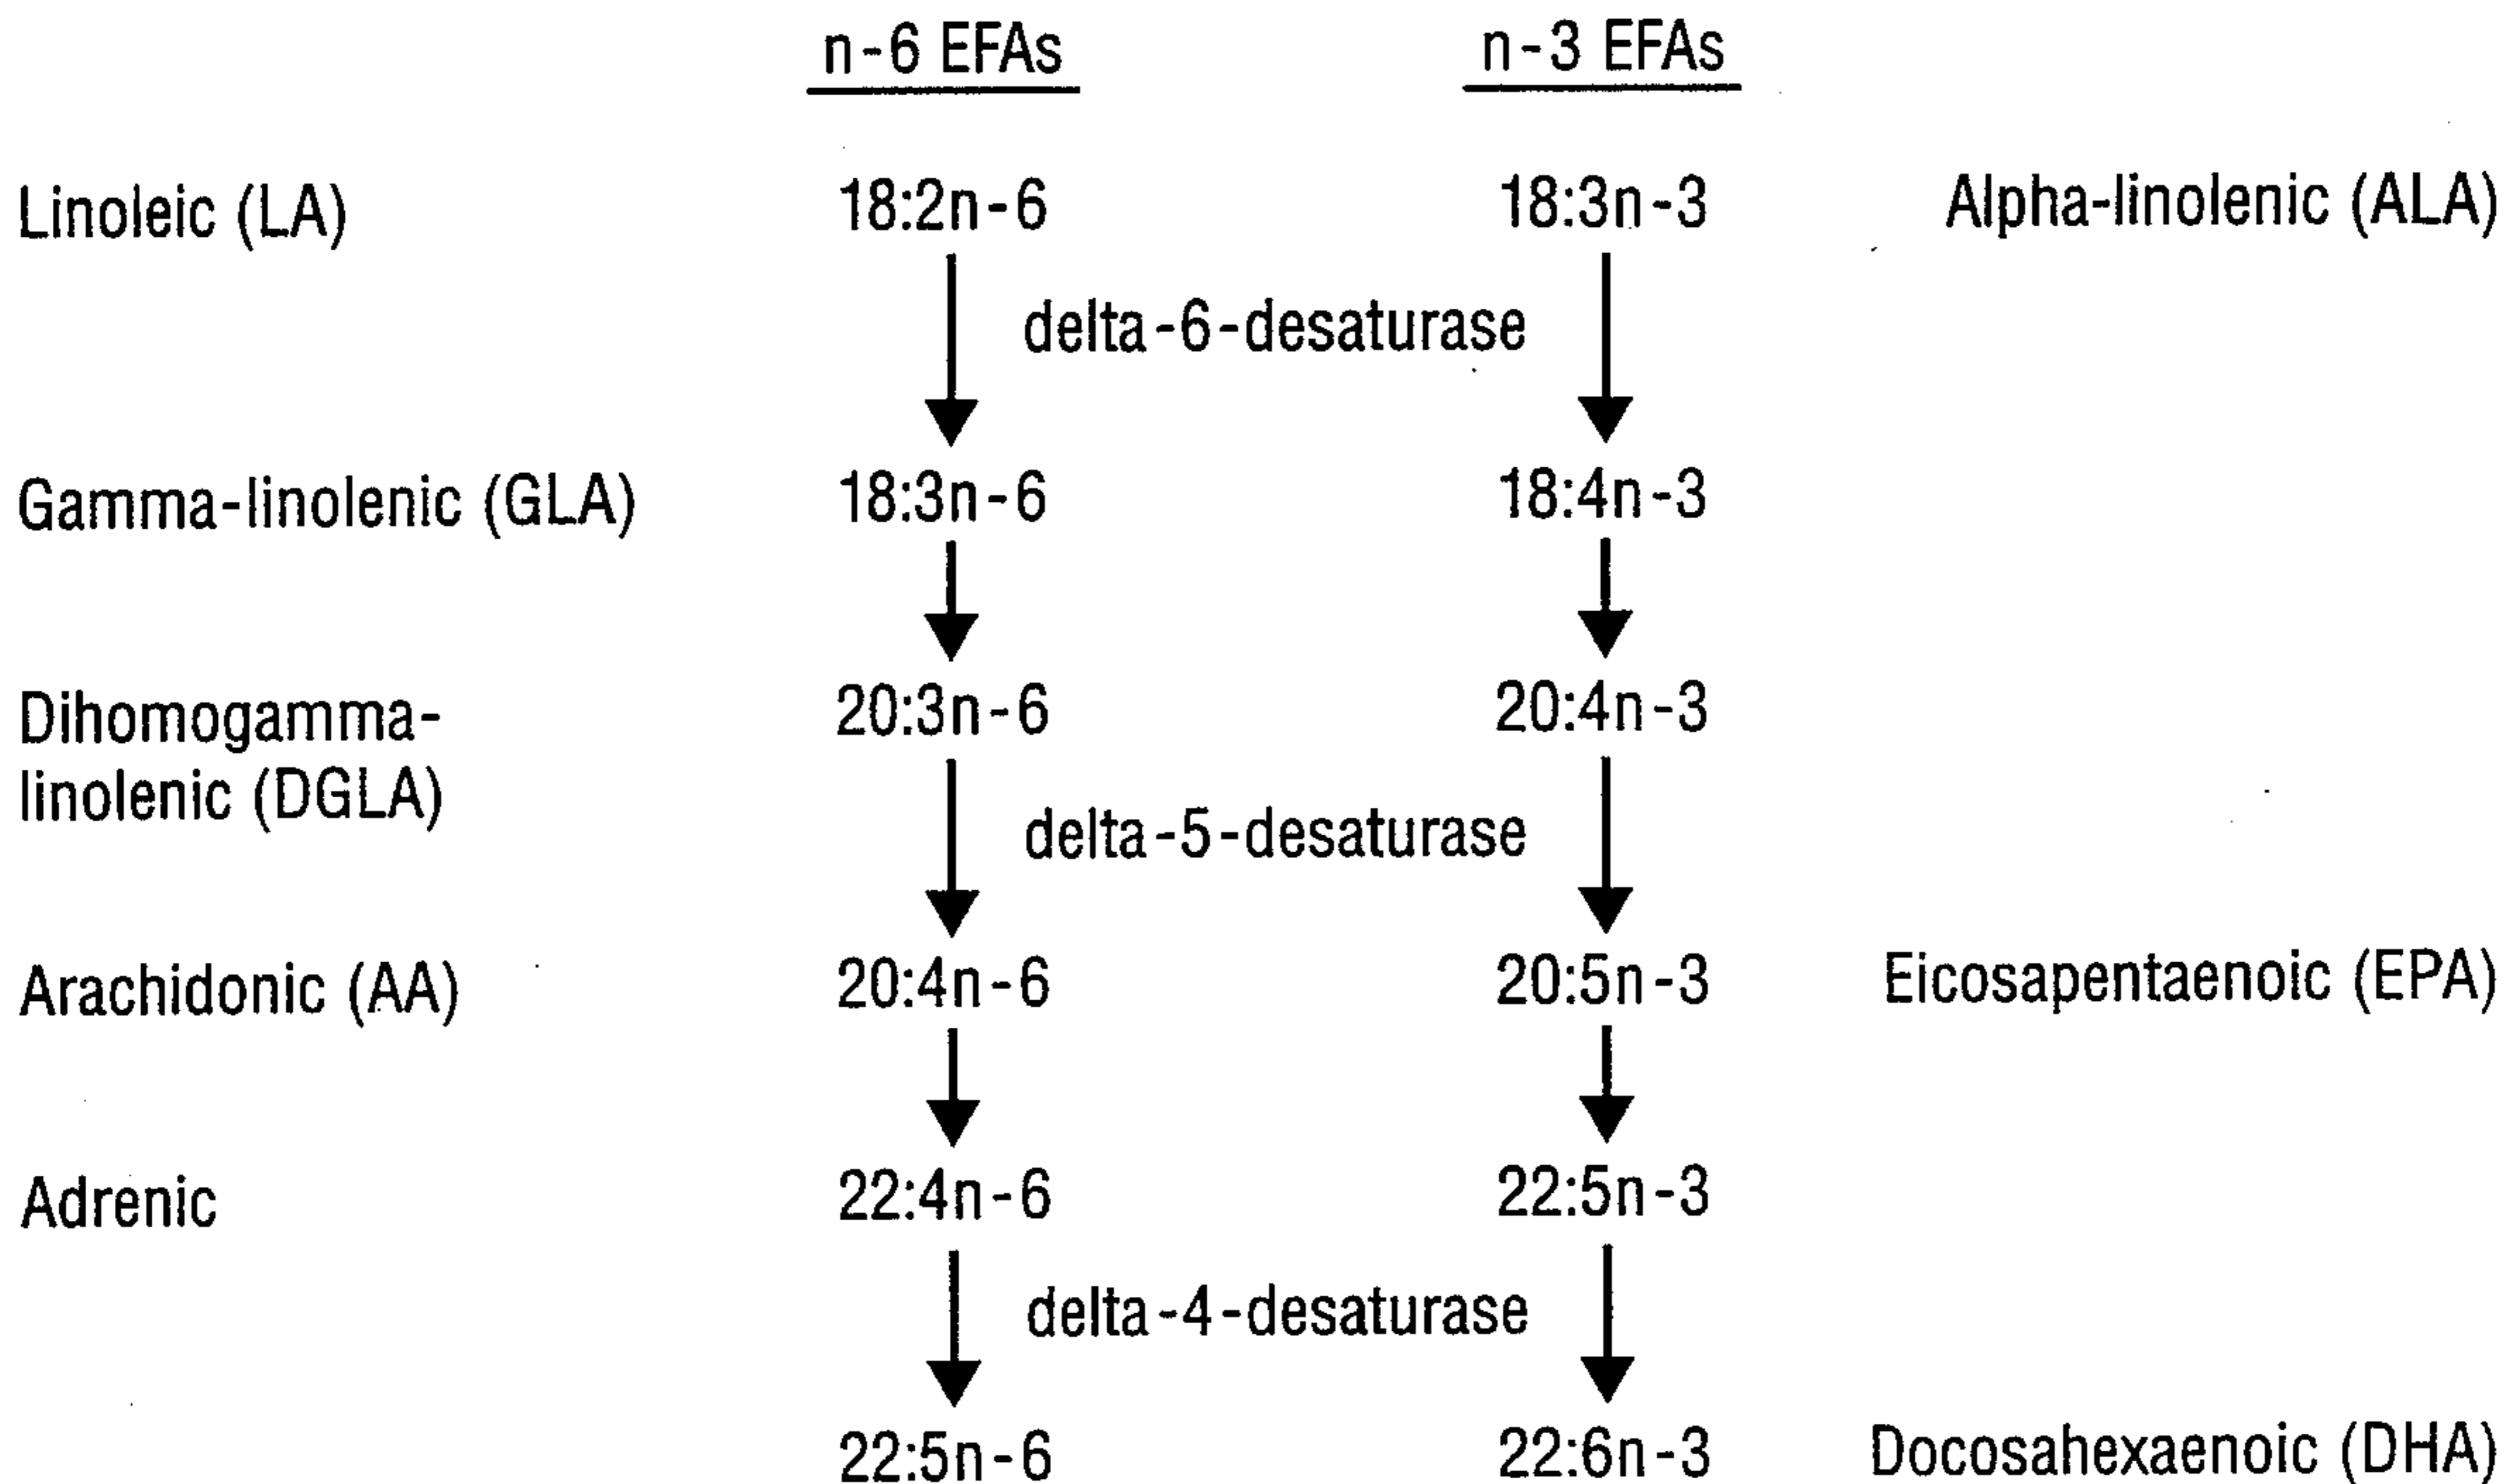 n-6 EFAs
n-3 EFAs
Linoleic (LA)
18:2n-6
18:3n-3
Alpha-linolenic (ALA)
delta-6-desaturase
Gamma-linolenic (GLA)
18:3n-6
18:4n-3
Dihomogamma-
linolenic (DGLA)
20:3n-6
20:4n-3
delta-5-desaturase
Arachidonic (AA)
20:4n-6
20:5n-3
Eicosapentaenoic (EPA)
Adrenic
22:4n-6
22:5n-3
delta-4-desaturase
22:5n-6
22:6n-3
Docosahexaenoic (DHA)